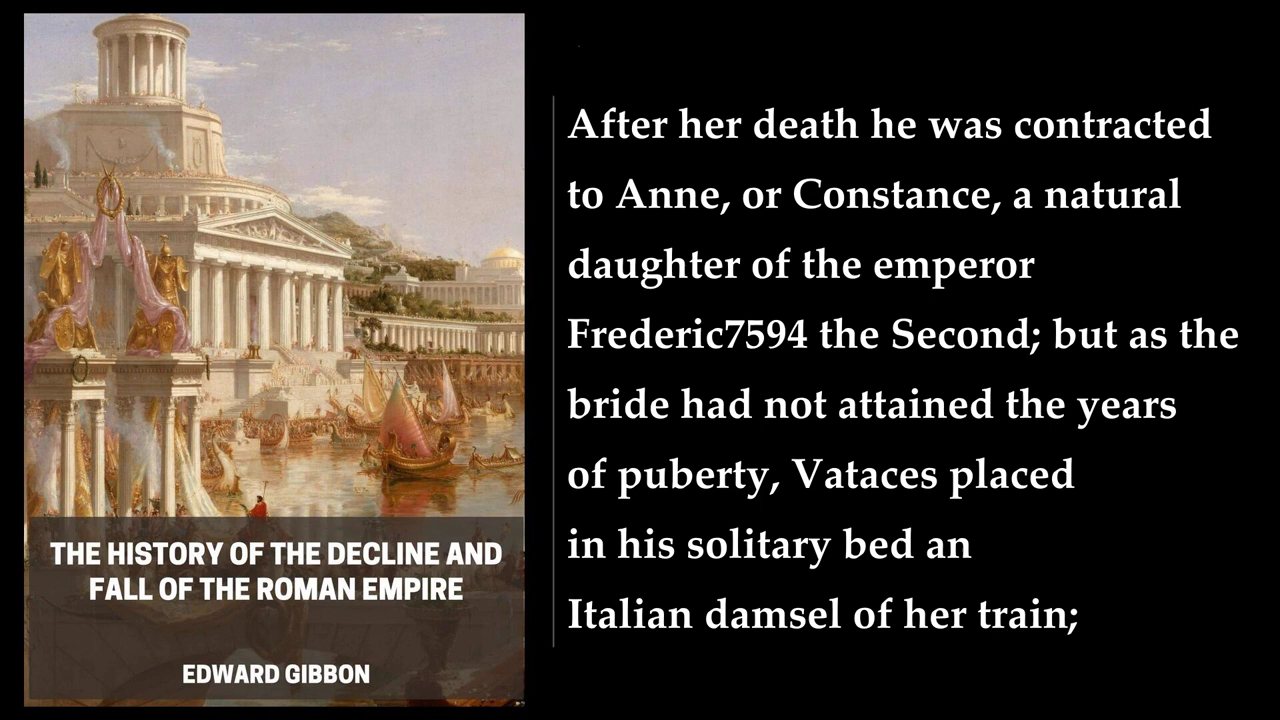 THE HISTORY OF THE DECLINE AND
FALL OF THE ROMAN EMPIRE
EDWARD GIBBON
After her death he was contracted
to Anne, or Constance, a natural
daughter of the emperor
Frederic7594 the Second; but as the
bride had not attained the years
of puberty, Vataces placed
in his solitary bed an
Italian damsel of her train;